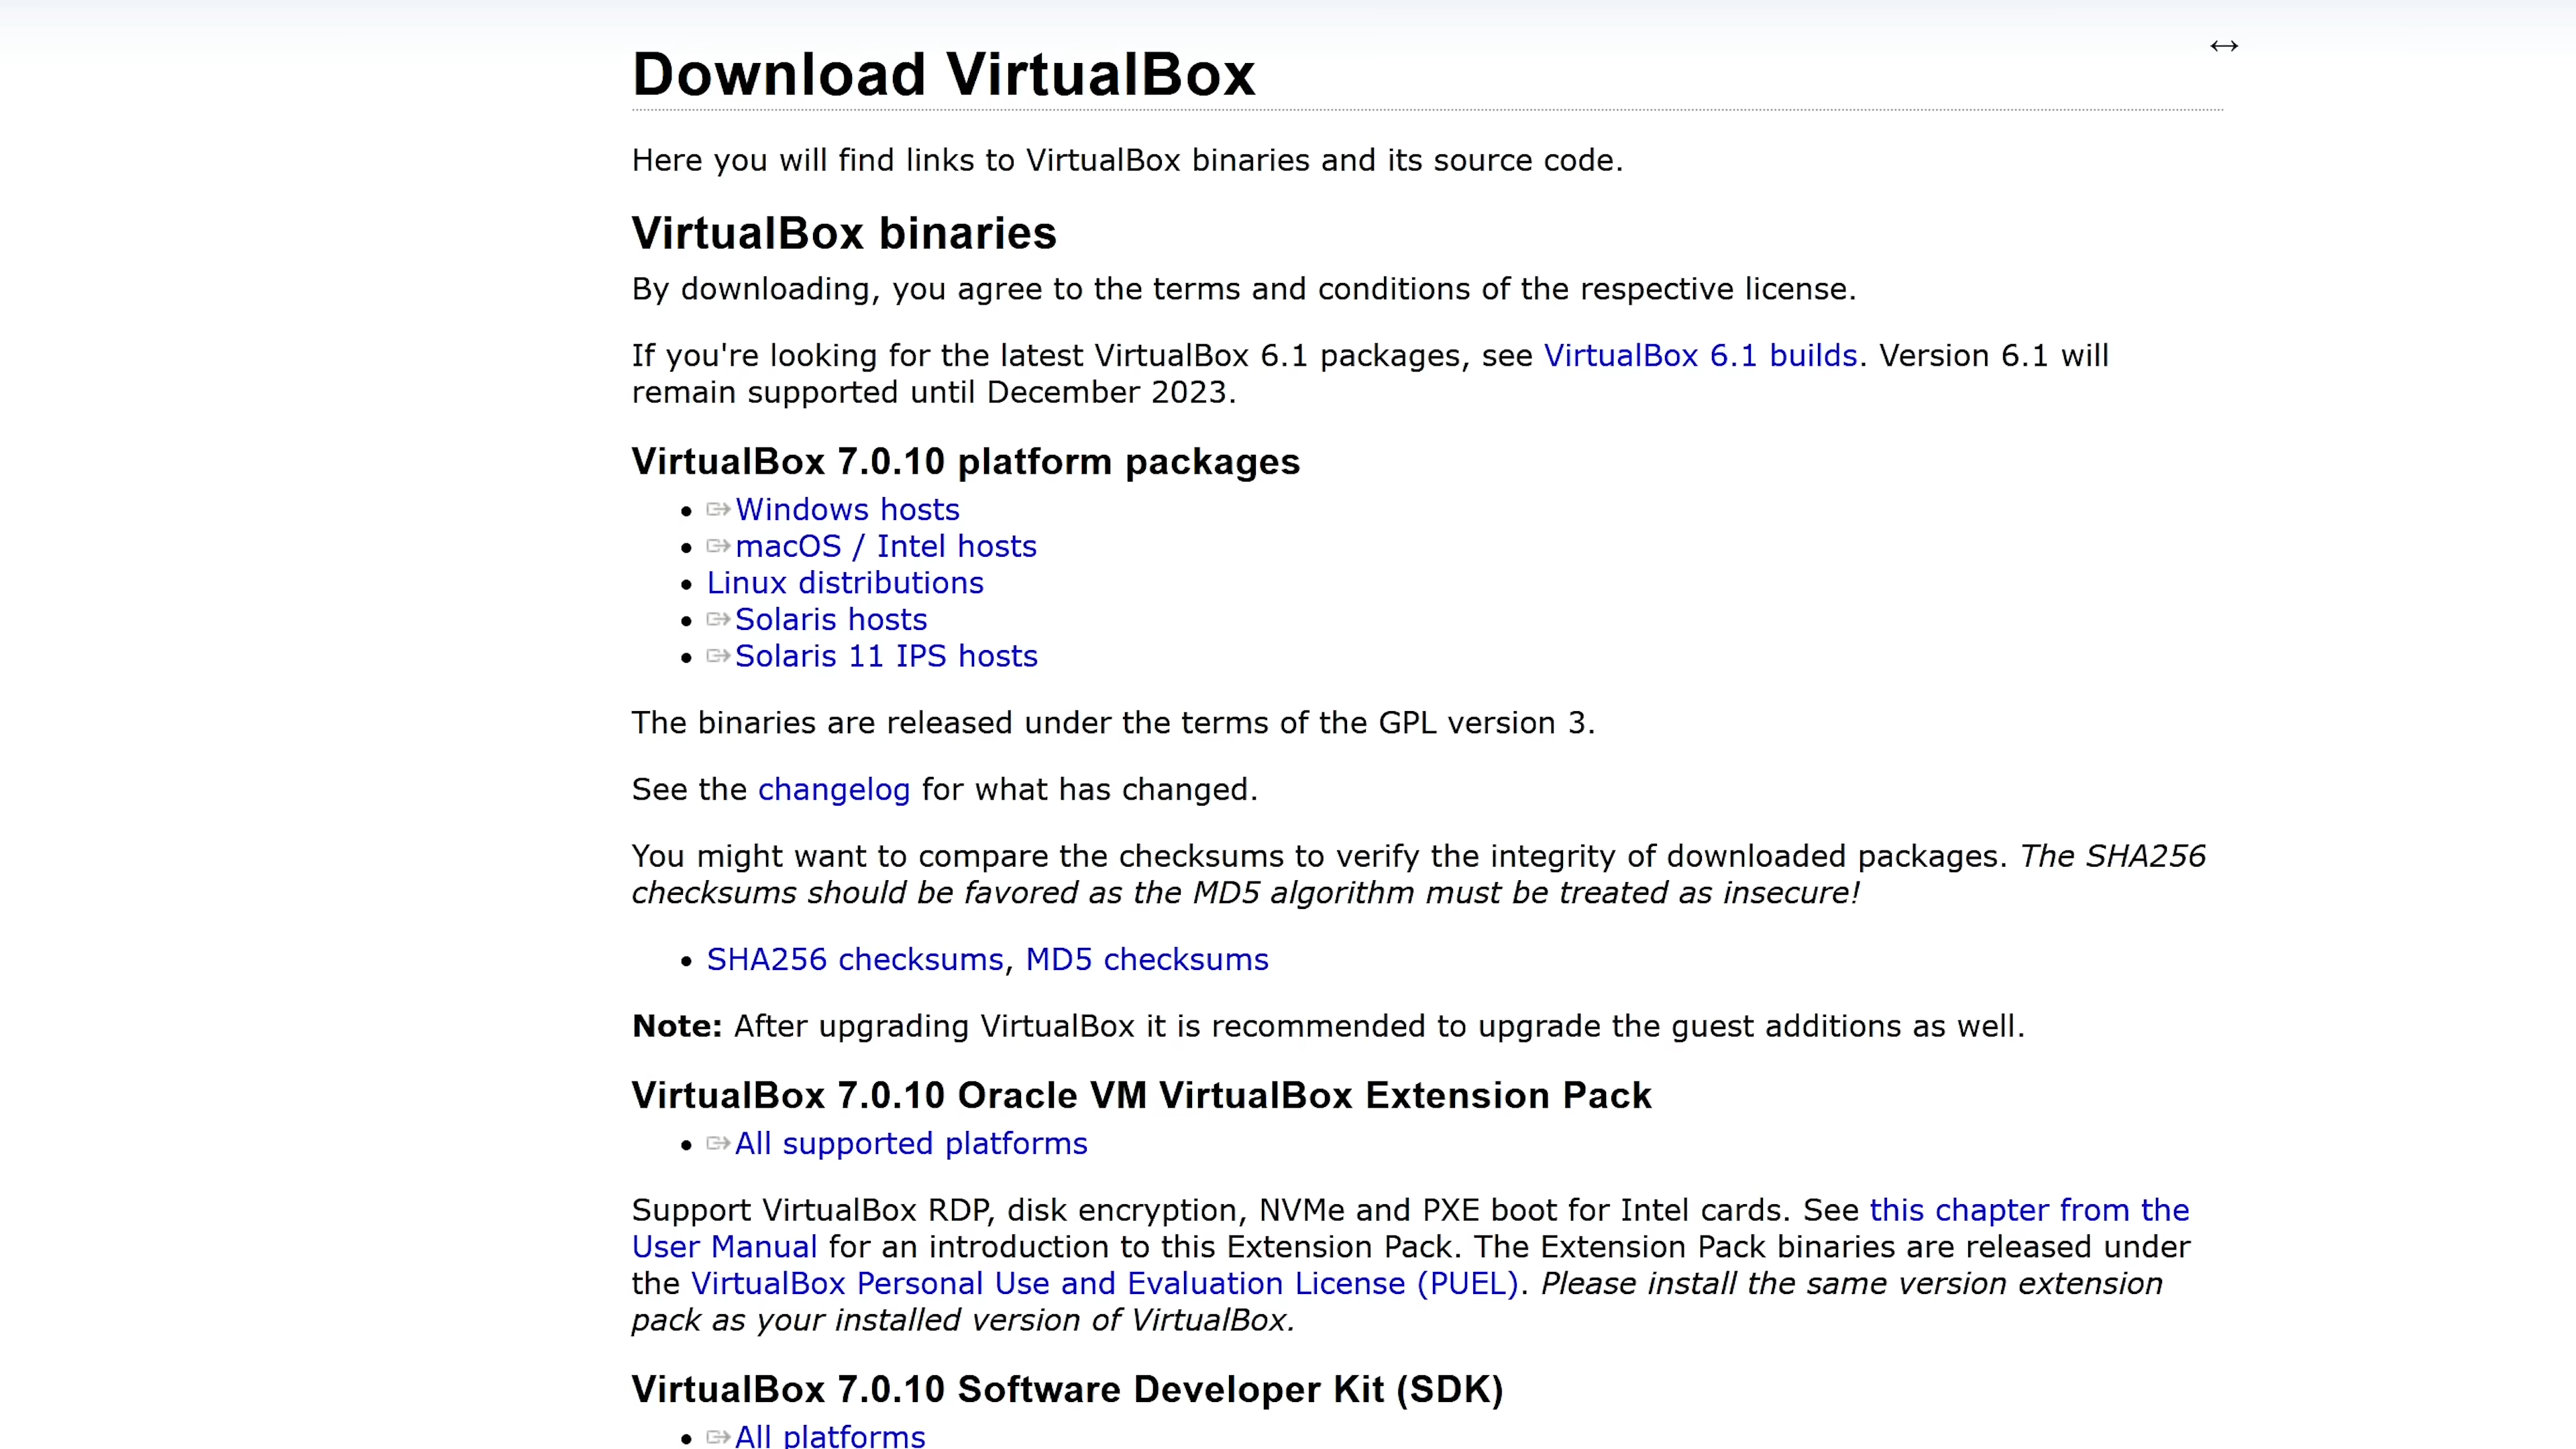 Download VirtualBox
Here you will find links to VirtualBox binaries and its source code.
VirtualBox binaries
By downloading, you agree to the terms and conditions of the respective license.
If you're looking for the latest VirtualBox 6.1 packages, see VirtualBox 6.1 builds. Version 6.1 will
remain supported until December 2023.
VirtualBox 7.0.10 platform packages
Windows hosts
macOS / Intel hosts
Linux distributions
Solaris hosts
Solaris 11 IPS hosts
The binaries are released under the terms of the GPL version 3.
See the changelog for what has changed.
You might want to compare the checksums to verify the integrity of downloaded packages. The SHA256
checksums should be favored as the MD5 algorithm must be treated as insecure!
SHA256 checksums, MD5 checksums
Note: After upgrading VirtualBox it is recommended to upgrade the guest additions as well.
VirtualBox 7.0.10 Oracle VM VirtualBox Extension Pack
All supported platforms
Support VirtualBox RDP, disk encryption, NVMe and PXE boot for Intel cards. See this chapter from the
User Manual for an introduction to this Extension Pack. The Extension Pack binaries are released under
the VirtualBox Personal Use and Evaluation License (PUEL). Please install the same version extension
pack as your installed version of VirtualBox.
VirtualBox 7.0.10 Software Developer Kit (SDK)
All platforms